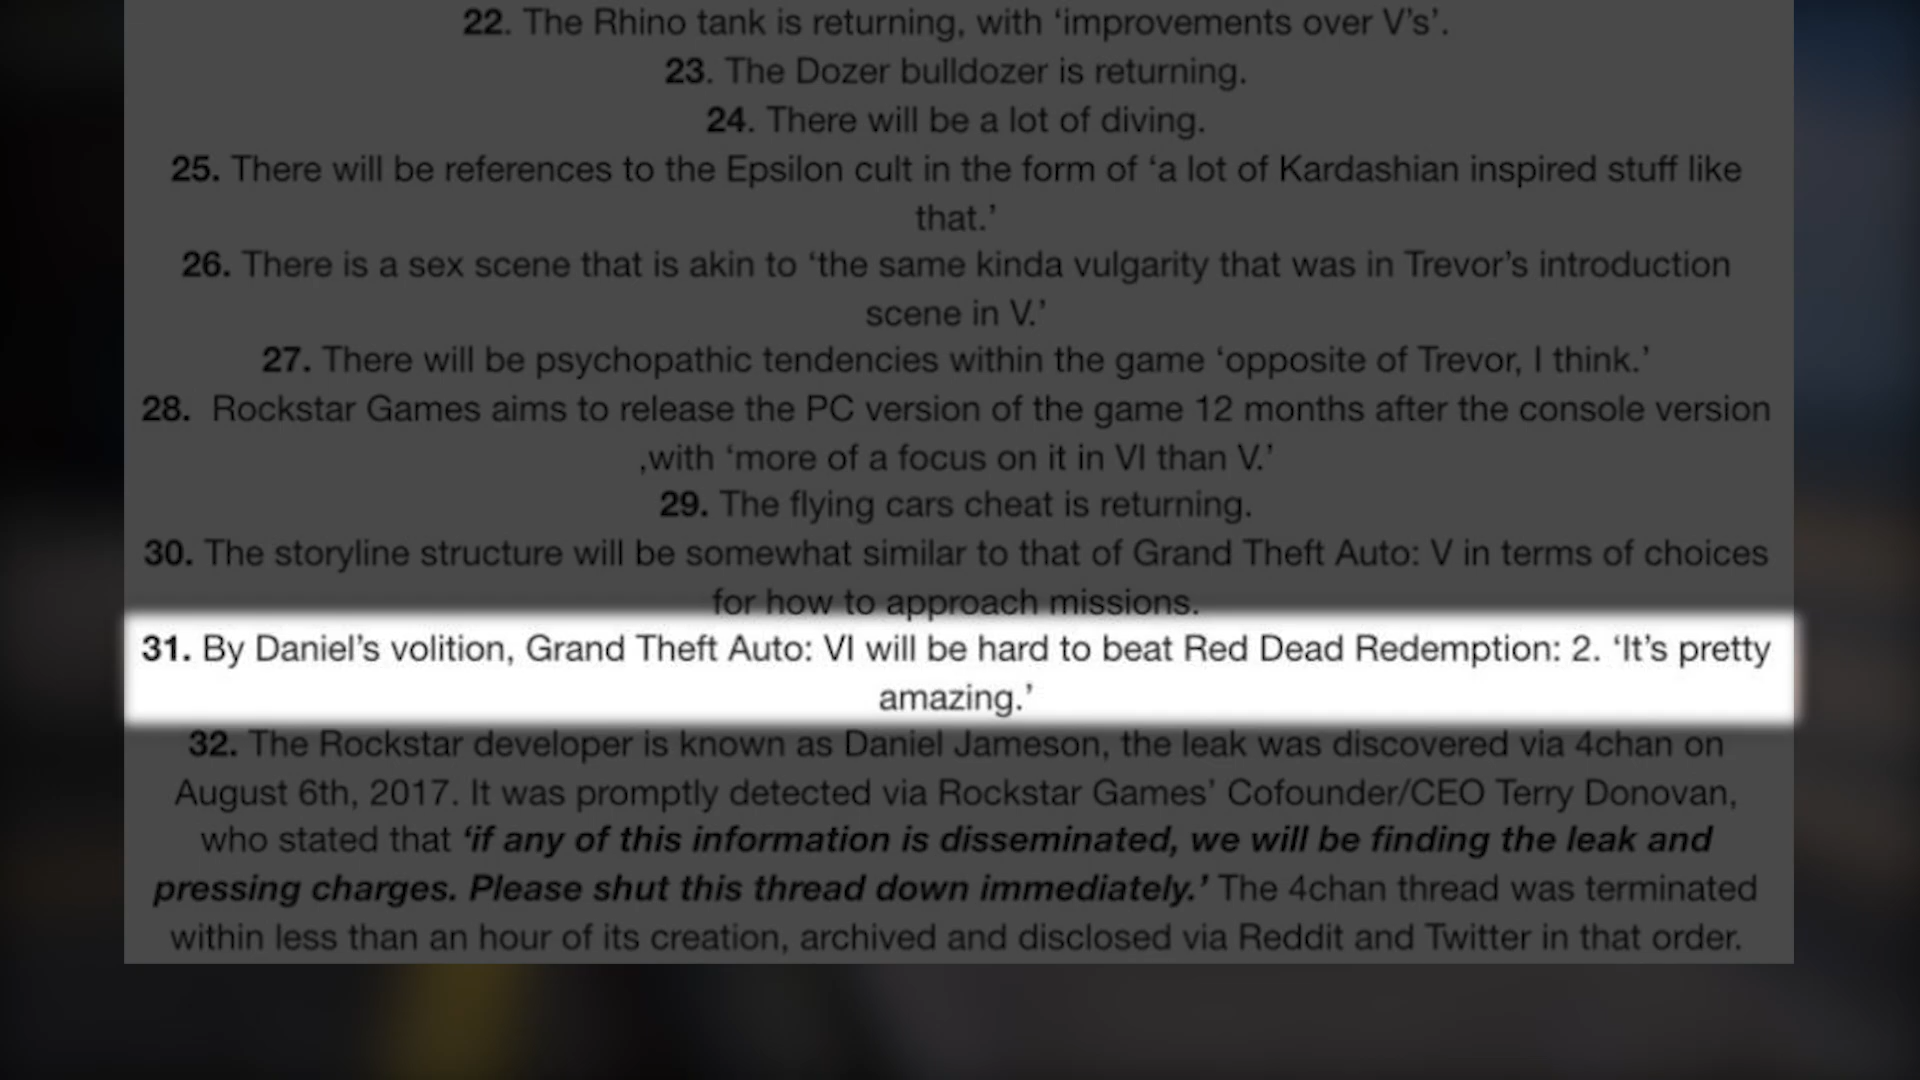 22. The Rhino tank is returning, with ‘improvements over V’s’.
23. The Dozer bulldozer is returning.
24. There will be a lot of diving.
25. There will be references to the Epsilon cult in the form of ‘a lot of Kardashian inspired stuff like
that.’
26. There is a sex scene that is akin to ‘the same kinda vulgarity that was in Trevor’s introduction
scene in V.’
27. There will be psychopathic tendencies within the game ‘opposite of Trevor, I think.’
28. Rockstar Games aims to release the PC version of the game 12 months after the console version
,with ‘more of a focus on it in VI than V.’
29. The flying cars cheat is returning.
30. The storyline structure will be somewhat similar to that of Grand Theft Auto: V in terms of choices
for how to approach missions.
31. By Daniel’s volition, Grand Theft Auto: VI will be hard to beat Red Dead Redemption: 2. ‘It’s pretty
amazing.’
32. The Rockstar developer is known as Daniel Jameson, the leak was discovered via 4chan on
August 6th, 2017. It was promptly detected via Rockstar Games’ Cofounder/CEO Terry Donovan,
who stated that ‘if any of this information is disseminated, we will be finding the leak and
pressing charges. Please shut this thread down immediately.’ The 4chan thread was terminated
within less than an hour of its creation, archived and disclosed via Reddit and Twitter in that order.